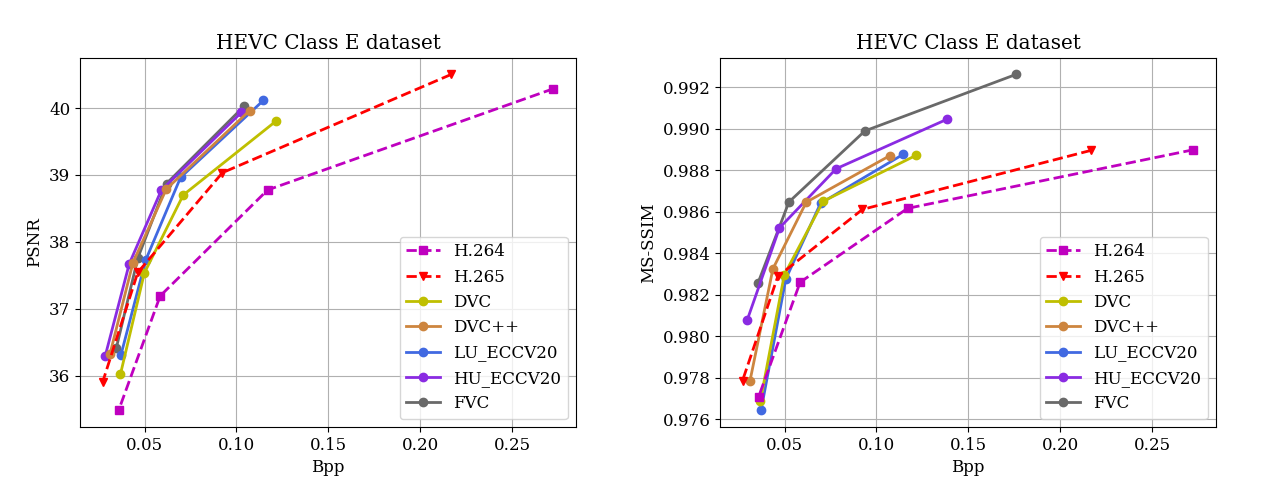 HEVC Class E dataset
PSNR
40
39
38
37
36
0.05 0.10 0.15 0.20 0.25
Bpp
H.264
H.265
DVC
DVC++
LU_ECCV20
HU_ECCV20
FVC
HEVC Class E dataset
MS-SSIM
0.992
0.990
0.988
0.986
0.984
0.982
0.980
0.978
0.976
0.05 0.10 0.15 0.20 0.25
Bpp
H.264
H.265
DVC
DVC++
LU_ECCV20
HU_ECCV20
FVC